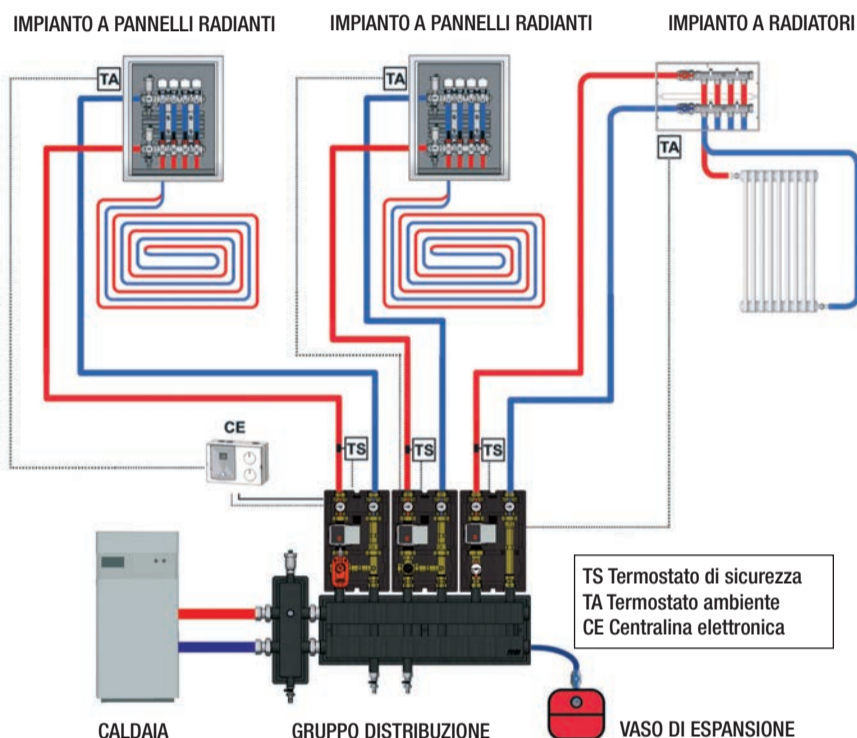 IMPIANTO A PANNELLI RADIANTI
IMPIANTO A PANNELLI RADIANTI
IMPIANTO A RADIATORI
TA
TA
TA
CE
TS
TS
TS
TS Termostato di sicurezza
TA Termostato ambiente
CE Centralina elettronica
CALDAIA
GRUPPO DISTRIBUZIONE
VASO DI ESPANSIONE